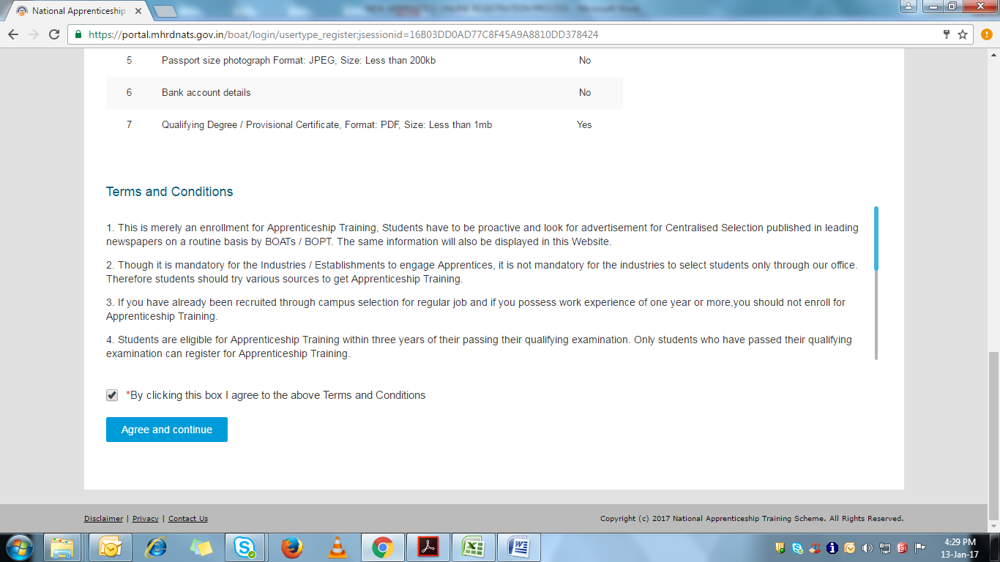 National Apprenticeship
https://portal.mhrdnats.gov.in/boat/login/usertype_register;jsessionid=16B03DD0AD77C8F45A9A8810DD378424
5 Passport size photograph Format: JPEG, Size: Less than 200kb No
6 Bank account details No
7 Qualifying Degree / Provisional Certificate, Format: PDF, Size: Less than 1mb Yes
Terms and Conditions
1. This is merely an enrollment for Apprenticeship Training, Students have to be proactive and look for advertisement for Centralised Selection published in leading
newspapers on a routine basis by BOATs / BOPT. The same information will also be displayed in this Website.
2. Though it is mandatory for the Industries / Establishments to engage Apprentices, it is not mandatory for the industries to select students only through our office.
Therefore students should try various sources to get Apprenticeship Training.
3. If you have already been recruited through campus selection for regular job and if you possess work experience of one year or more,you should not enroll for
Apprenticeship Training.
4. Students are eligible for Apprenticeship Training within three years of their passing their qualifying examination. Only students who have passed their qualifying
examination can register for Apprenticeship Training.
*By clicking this box I agree to the above Terms and Conditions
Agree and continue
Disclaimer | Privacy | Contact Us
Copyright (c) 2017 National Apprenticeship Training Scheme. All Rights Reserved.
4:29 PM
13-Jan-17